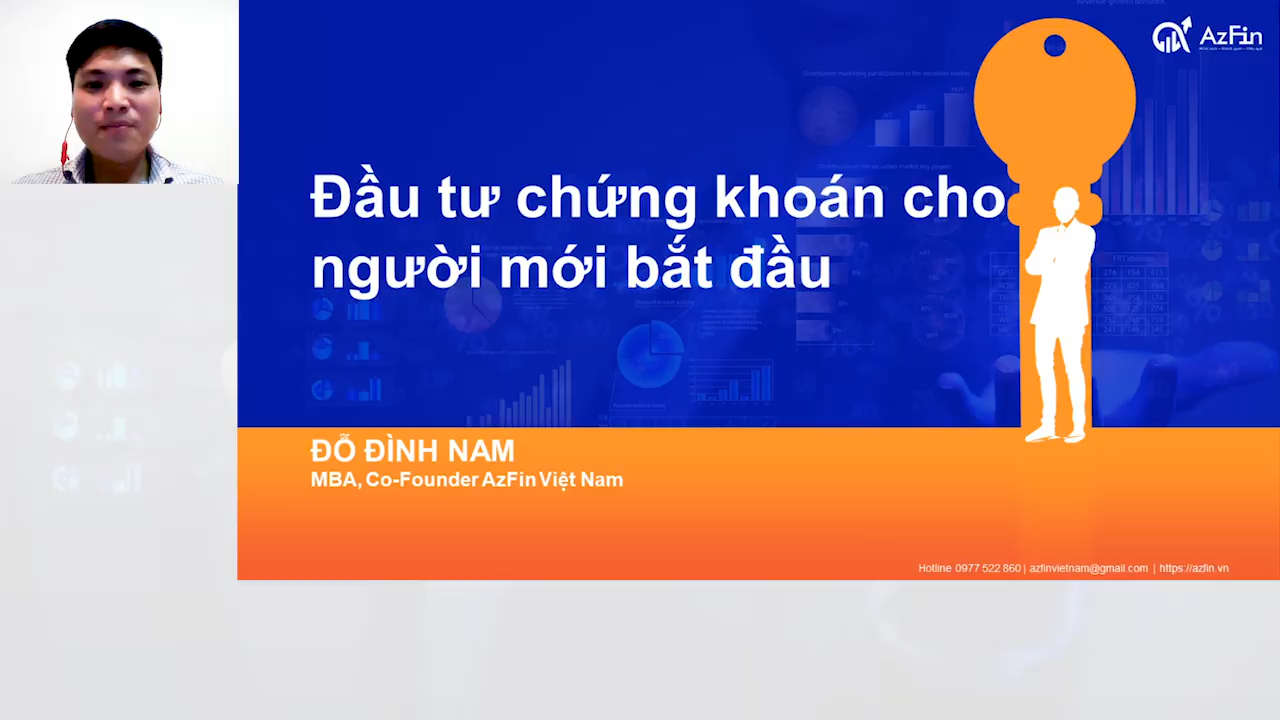 AzFin
Đầu tư chứng khoán cho
người mới bắt đầu
ĐỖ ĐÌNH NAM
MBA, Co-Founder AzFin Việt Nam
Hotline 0977 522 860 | azfinvietnam@gmail.com | https://azfin.vn